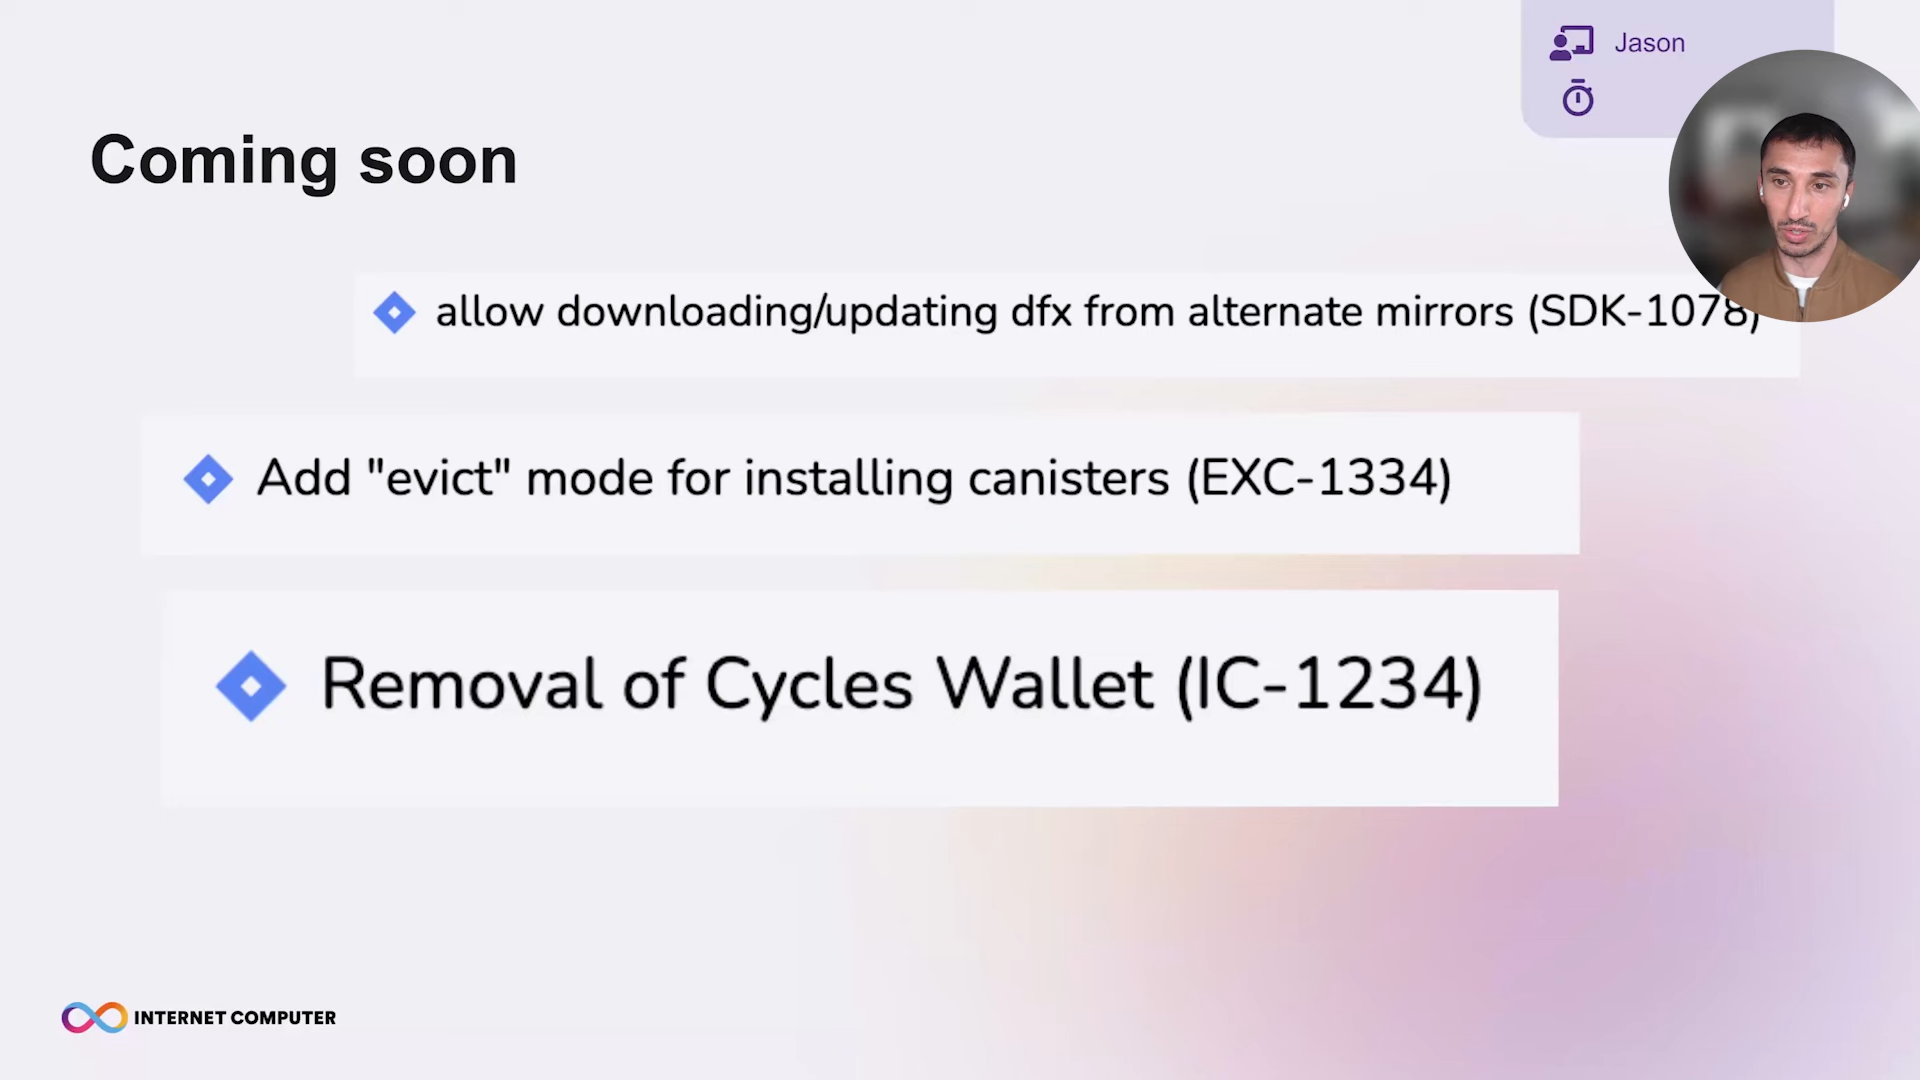 Jason
Coming soon
allow downloading/updating dfx from alternate mirrors (SDK-1078)
Add "evict" mode for installing canisters (EXC-1334)
Removal of Cycles Wallet (IC-1234)
INTERNET COMPUTER